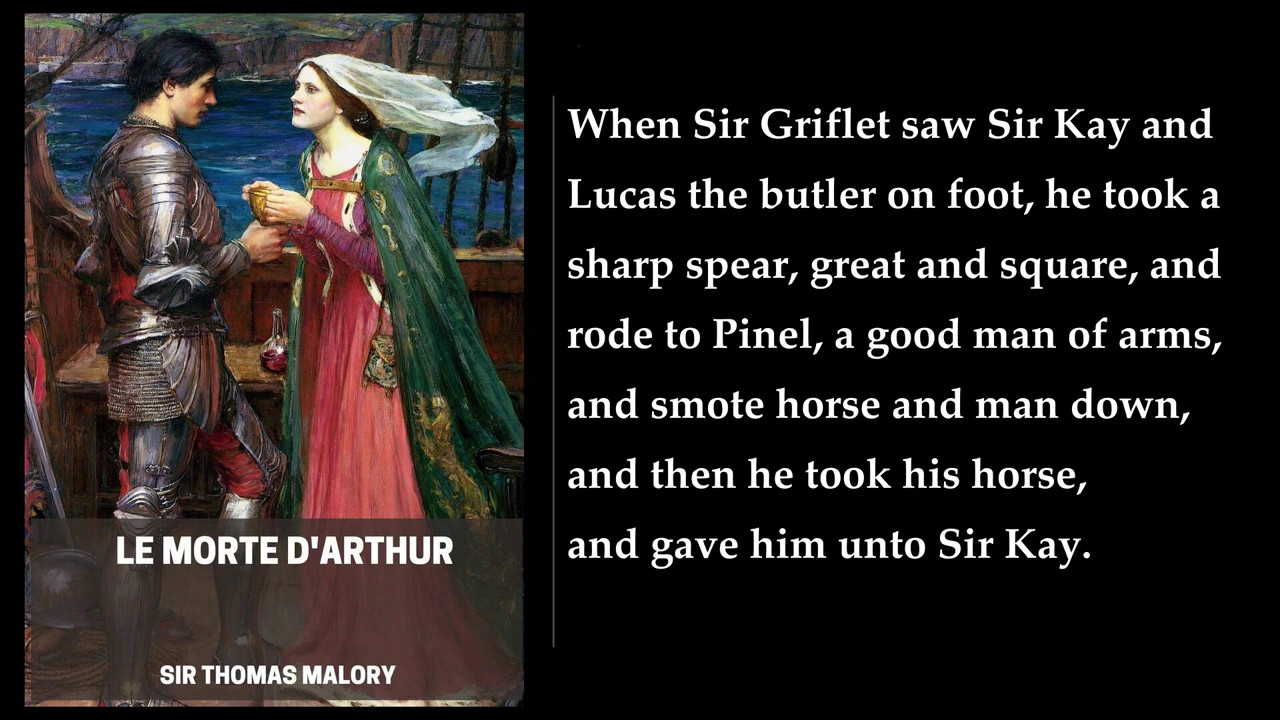 LE MORTE D'ARTHUR
SIR THOMAS MALORY
When Sir Griflet saw Sir Kay and
Lucas the butler on foot, he took a
sharp spear, great and square, and
rode to Pinel, a good man of arms,
and smote horse and man down,
and then he took his horse,
and gave him unto Sir Kay.